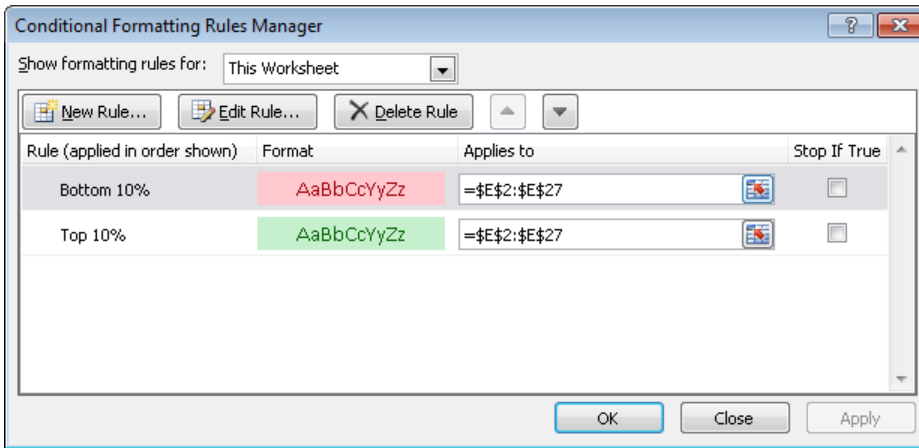 Conditional Formatting Rules Manager
Show formatting rules for: This Worksheet
New Rule... Edit Rule... Delete Rule
Rule (applied in order shown) Format Applies to Stop If True
Bottom 10% AaBbCcYyZz =$E$2:$E$27
Top 10% AaBbCcYyZz =$E$2:$E$27
OK Close Apply